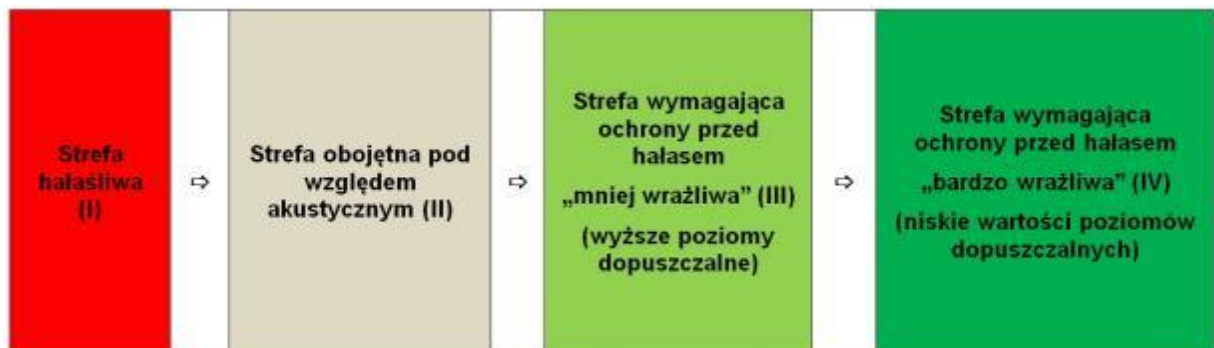 Strefa
hałaśliwa
(I)
⇨
Strefa obojętna pod
względem
akustycznym (II)
⇨
Strefa wymagająca
ochrony przed
hałasem
„mniej wrażliwa” (III)
(wyższe poziomy
dopuszczalne)
⇨
Strefa wymagająca
ochrony przed hałasem
„bardzo wrażliwa” (IV)
(niskie wartości poziomów
dopuszczalnych)